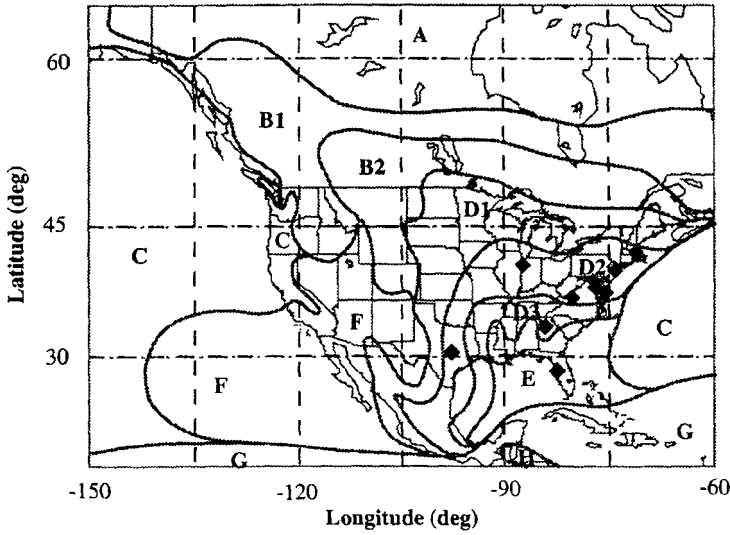 A
60
B1
B2
Latitude (deg)
45
D1
C
C
D2
D3
C
F
30
E
F
G
G
H
-150
-120
-90
-60
Longitude (deg)